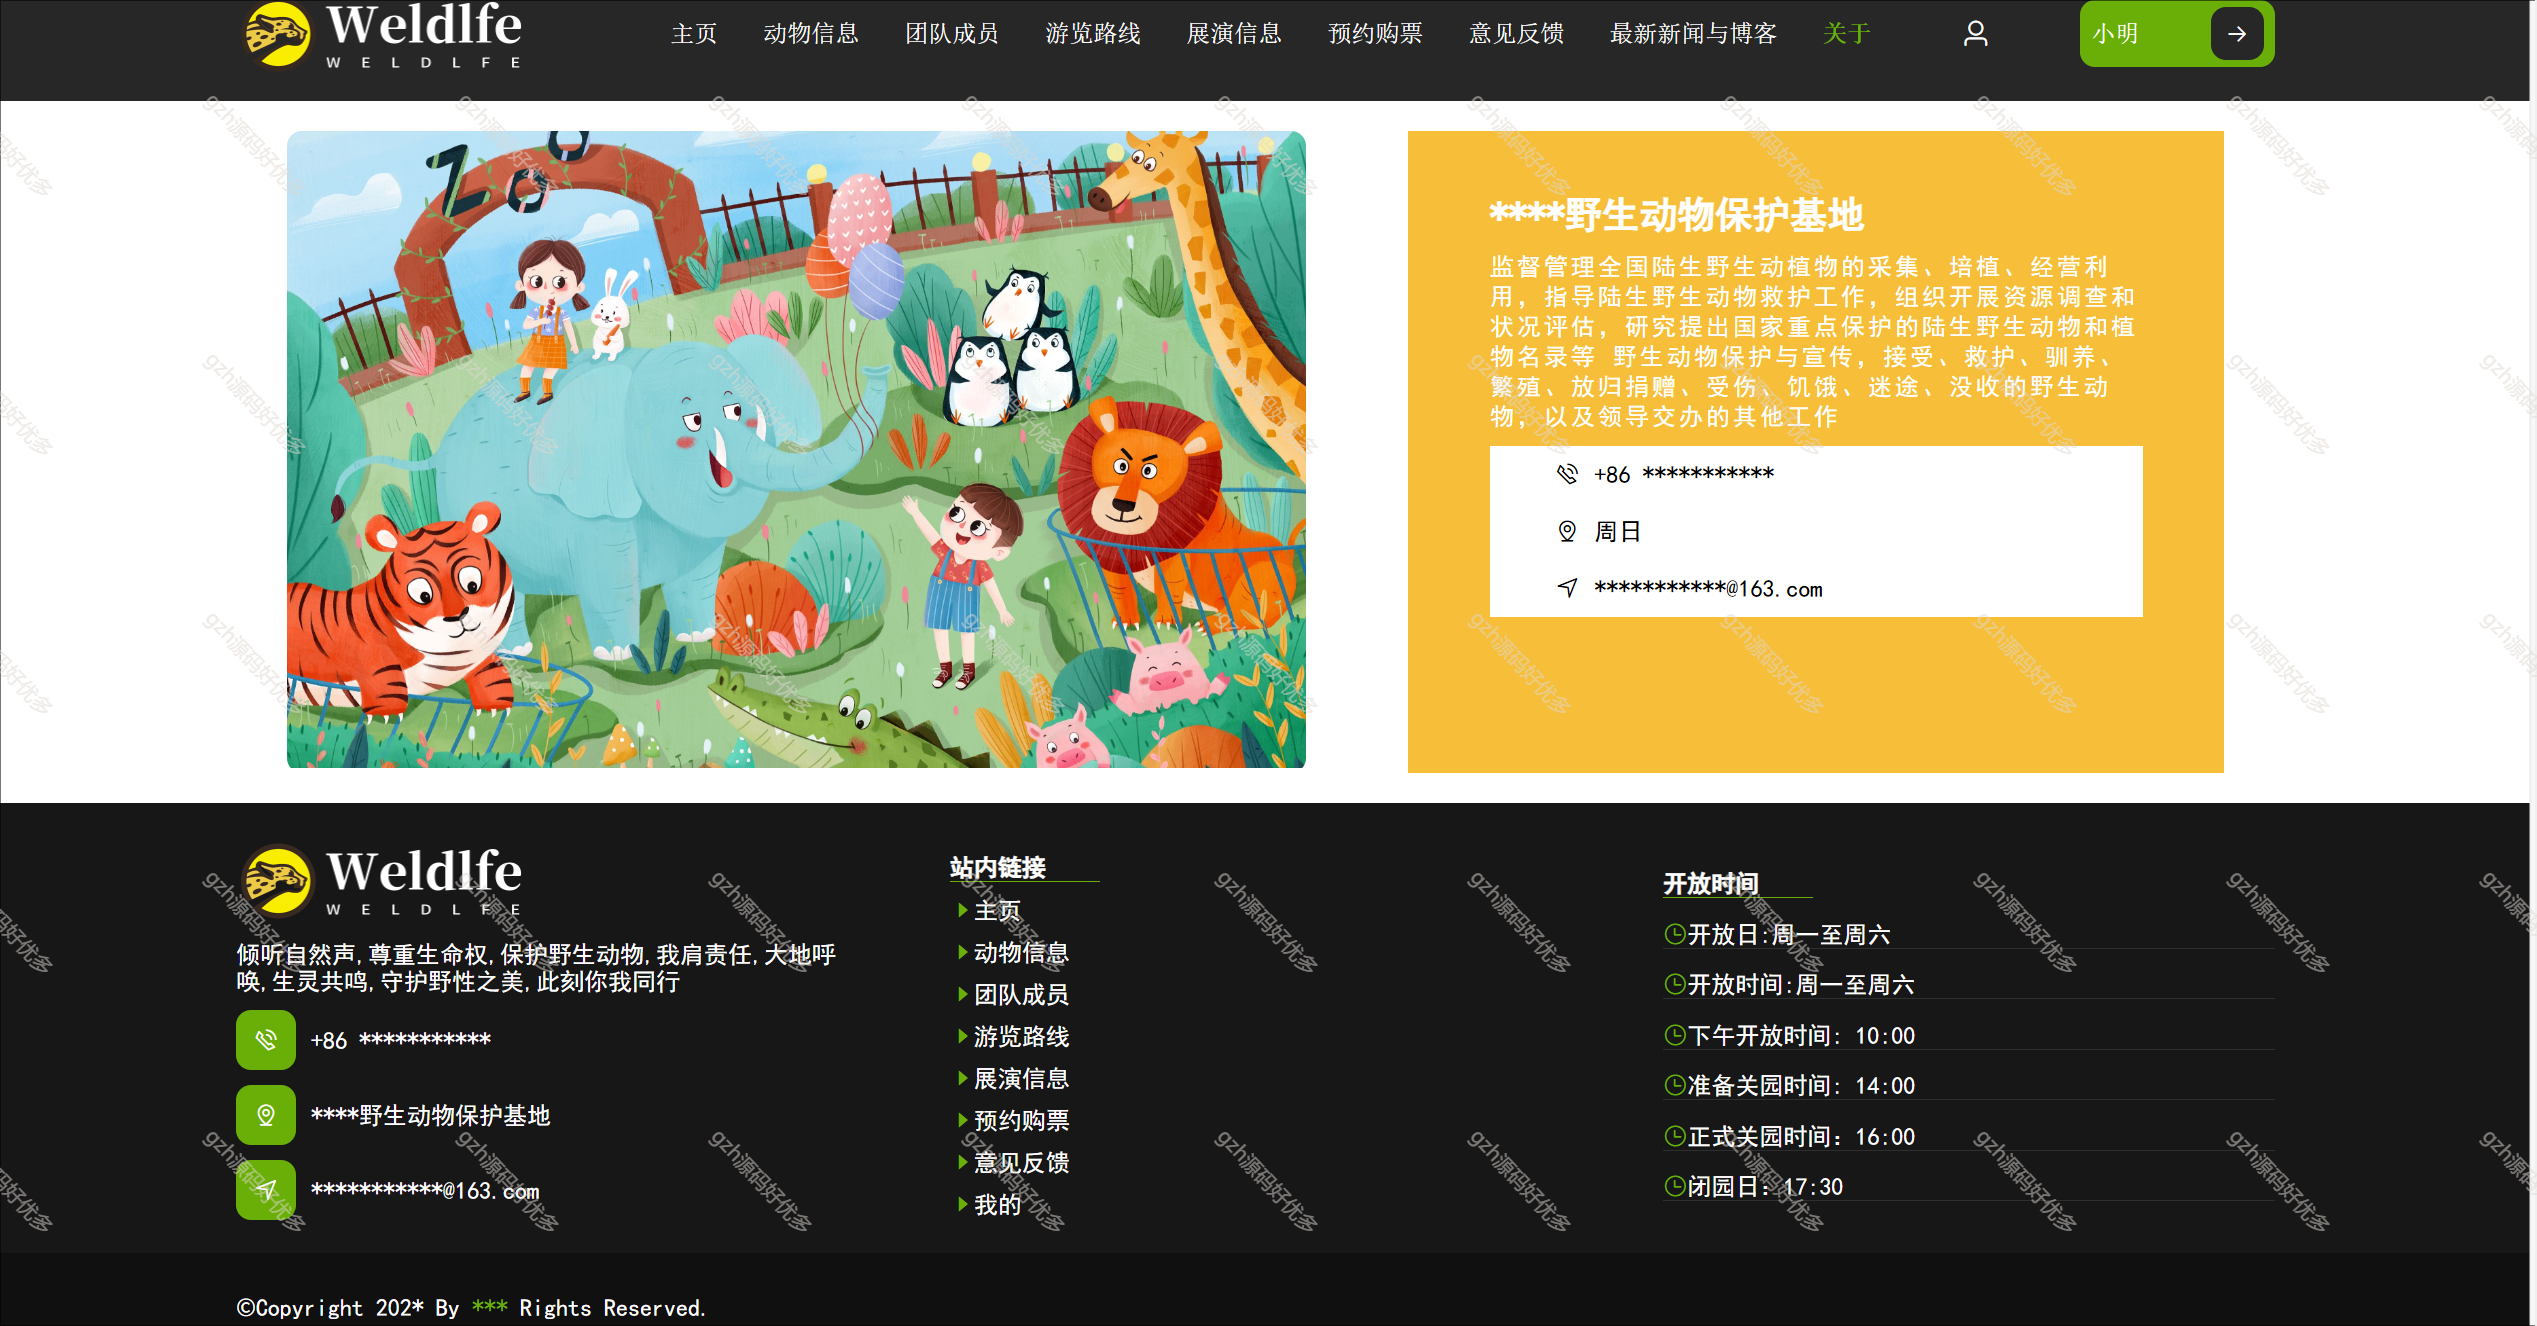 Weldlfe
WELDLFE
主页 动物信息 团队成员 游览路线 展演信息 预约购票 意见反馈 最新新闻与博客 关于 小明
ZOO
****野生动物保护基地
监督管理全国陆生野生动植物的采集、培植、经营利
用，指导陆生野生动物救护工作，组织开展资源调查和
状况评估，研究提出国家重点保护的陆生野生动物和植
物名录等 野生动物保护与宣传，接受、救护、驯养、
繁殖、放归捐赠、受伤、饥饿、迷途、没收的野生动
物，以及领导交办的其他工作
+86 ***********
周日
***********@163.com
Weldlfe
WELDLFE
倾听自然声,尊重生命权,保护野生动物,我肩责任,大地呼
唤,生灵共鸣,守护野性之美,此刻你我同行
+86 ***********
****野生动物保护基地
***********@163.com
站内链接
主页
动物信息
团队成员
游览路线
展演信息
预约购票
意见反馈
我的
开放时间
开放日:周一至周六
开放时间:周一至周六
下午开放时间: 10:00
准备关园时间: 14:00
正式关园时间：16:00
闭园日：17:30
©Copyright 202* By *** Rights Reserved.
gzh源码好优多